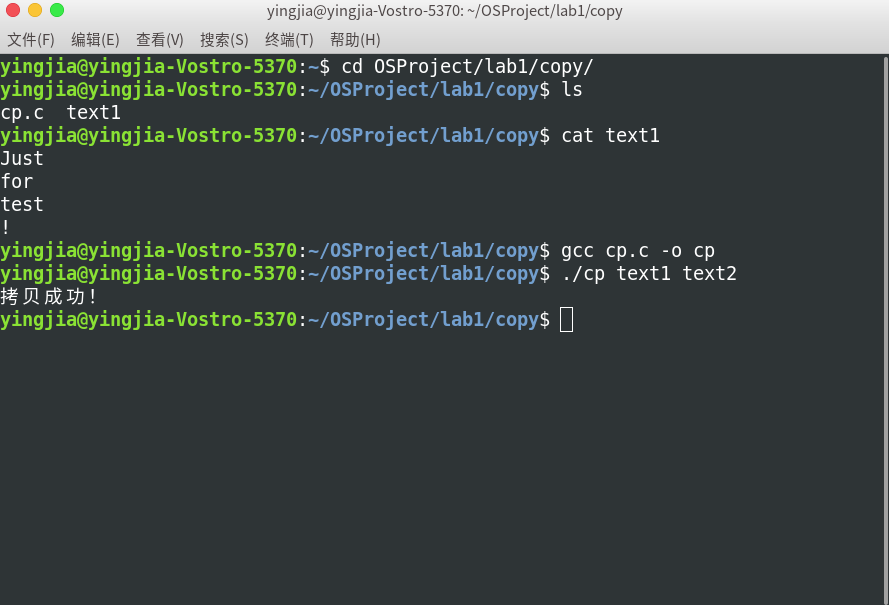 yingjia@yingjia-Vostro-5370: ~/OSProject/lab1/copy
文件(F) 编辑(E) 查看(V) 搜索(S) 终端(T) 帮助(H)
yingjia@yingjia-Vostro-5370:~$ cd OSProject/lab1/copy/
yingjia@yingjia-Vostro-5370:~/OSProject/lab1/copy$ ls
cp.c  text1
yingjia@yingjia-Vostro-5370:~/OSProject/lab1/copy$ cat text1
Just
for
test
!
yingjia@yingjia-Vostro-5370:~/OSProject/lab1/copy$ gcc cp.c -o cp
yingjia@yingjia-Vostro-5370:~/OSProject/lab1/copy$ ./cp text1 text2
拷贝成功!
yingjia@yingjia-Vostro-5370:~/OSProject/lab1/copy$